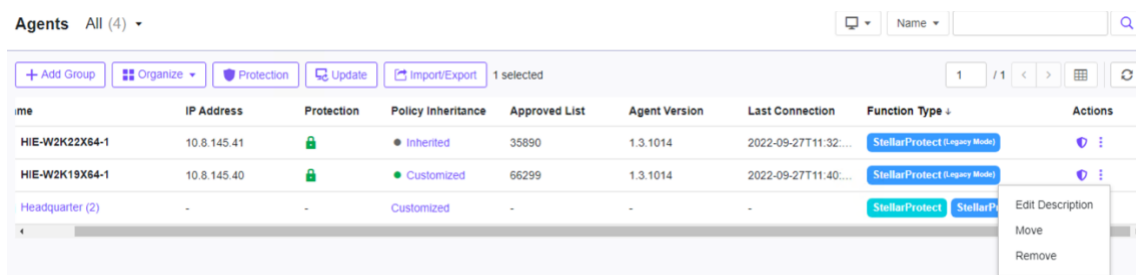 Agents All (4)
Name
Add Group Organize Protection Update Import/Export 1 selected 1 /1
me IP Address Protection Policy Inheritance Approved List Agent Version Last Connection Function Type ↓ Actions
HIE-W2K22X64-1 10.8.145.41 Inherited 35890 1.3.1014 2022-09-27T11:32:... StellarProtect (Legacy Mode)
HIE-W2K19X64-1 10.8.145.40 Customized 66299 1.3.1014 2022-09-27T11:40:... StellarProtect (Legacy Mode)
Headquarter (2) - - Customized - - - StellarProtect StellarPr
Edit Description
Move
Remove